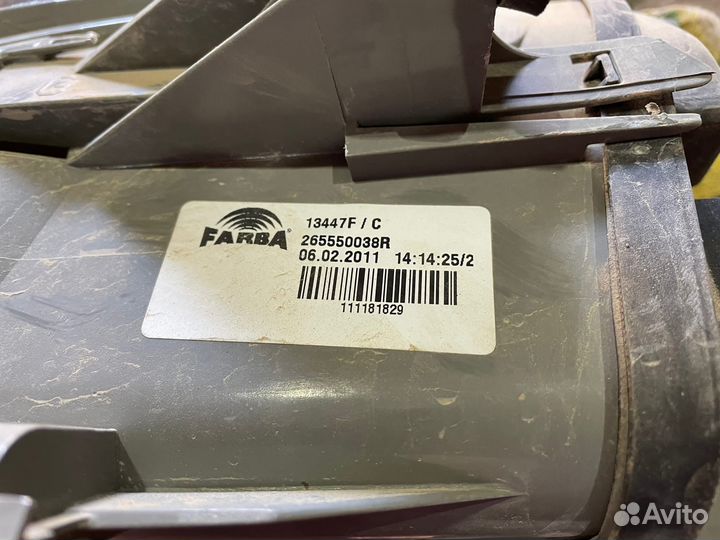 FARBA
13447F / C
265550038R
06.02.2011 14:14:25/2
111181829
Avito